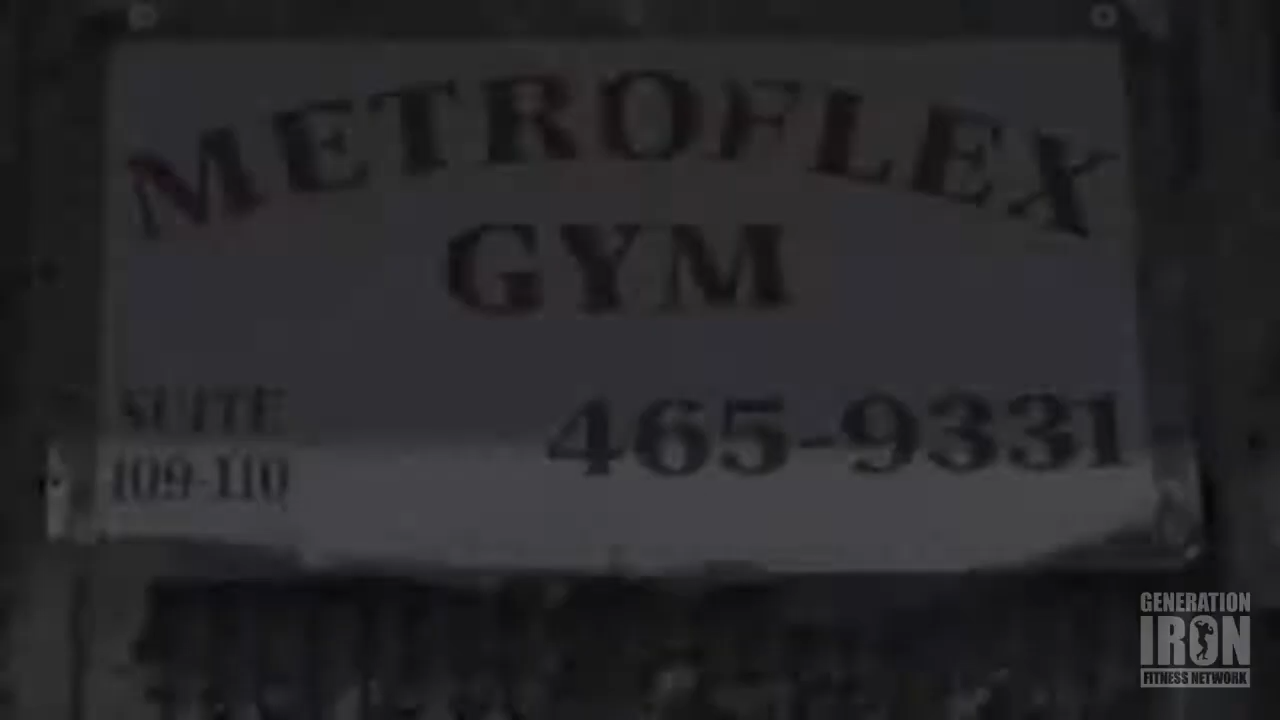 METROFLEX
GYM
SUITE
109-110
465-9331
GENERATION
IRON
FITNESS NETWORK